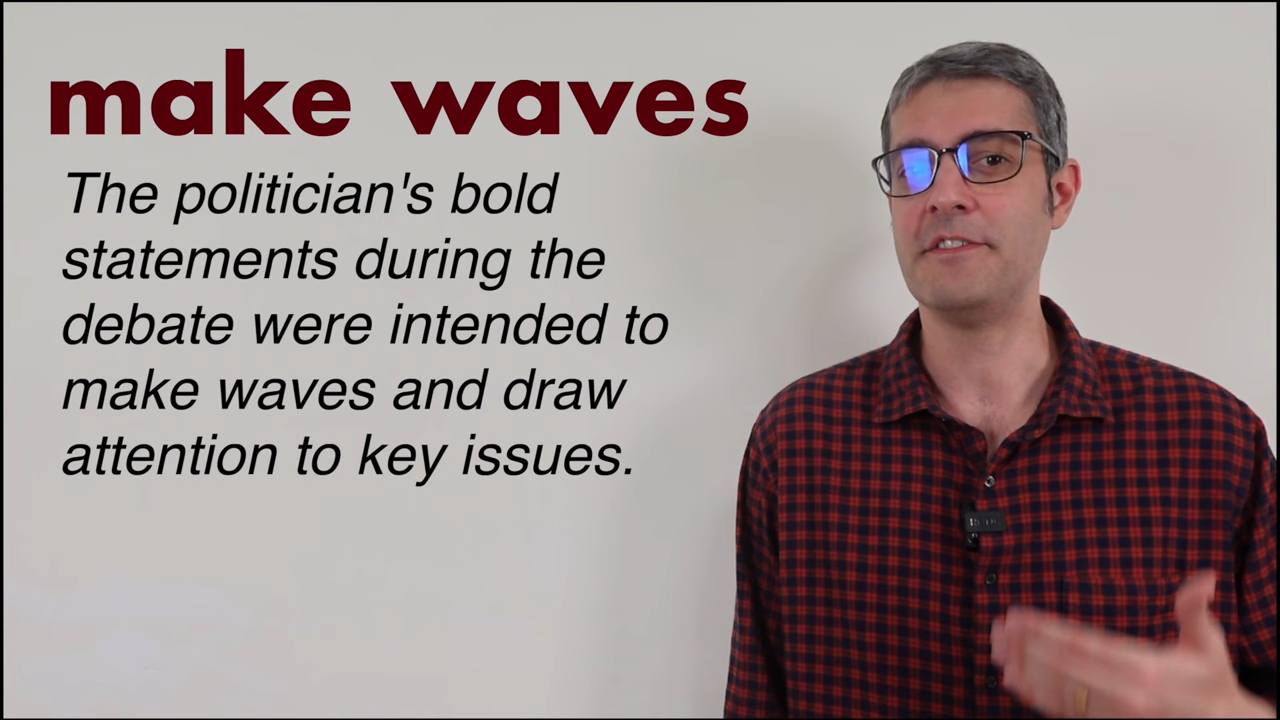 make waves
The politician's bold
statements during the
debate were intended to
make waves and draw
attention to key issues.